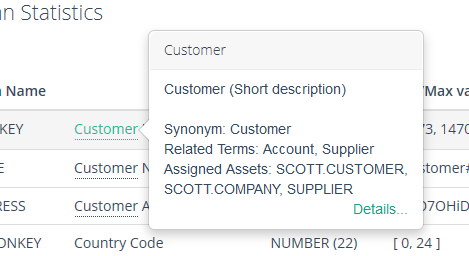 n Statistics
Name
/Max va
KEY
Customer
73, 1470
E
Customer N
stomer#
RESS
Customer A
07OHiD
ONKEY
Country Code
NUMBER (22)
[ 0, 24 ]
Customer
Customer (Short description)
Synonym: Customer
Related Terms: Account, Supplier
Assigned Assets: SCOTT.CUSTOMER,
SCOTT.COMPANY, SUPPLIER
Details...